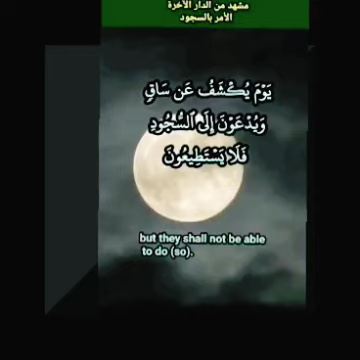 مشهد من الدار الآخرة
الأمر بالسجود
يَوْمَ يُكْشَفُ عَن سَاقٍ
وَيُدْعَوْنَ إِلَى ٱلسُّجُودِ
فَلَا يَسْتَطِيعُونَ
but they shall not be able
to do (so).